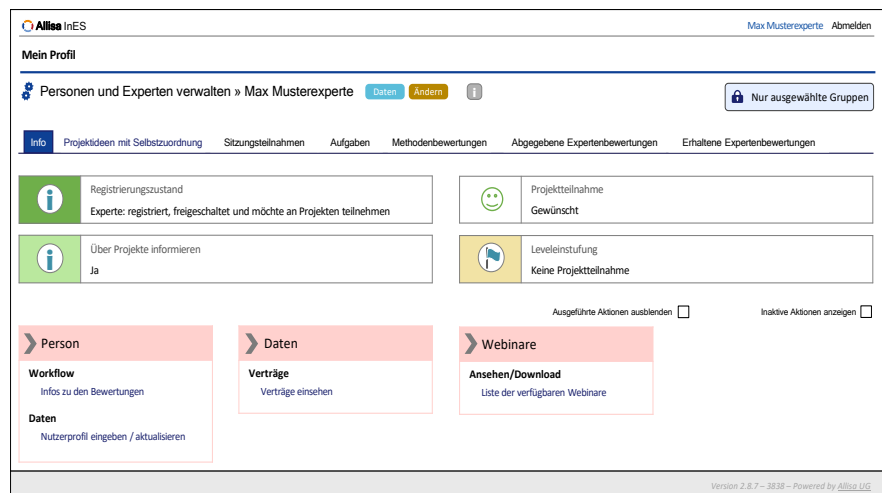 Allisa InES
Max Musterexperte Abmelden
Mein Profil
Personen und Experten verwalten » Max Musterexperte Daten Ändern i
Nur ausgewählte Gruppen
Info Projektideen mit Selbstzuordnung Sitzungsteilnahmen Aufgaben Methodenbewertungen Abgegebene Expertenbewertungen Erhaltene Expertenbewertungen
Registrierungszustand
Experte: registriert, freigeschaltet und möchte an Projekten teilnehmen
Projektteilnahme
Gewünscht
Über Projekte informieren
Ja
Leveleinstufung
Keine Projektteilnahme
Ausgeführte Aktionen ausblenden Inaktive Aktionen anzeigen
Person
Workflow
Infos zu den Bewertungen
Daten
Nutzerprofil eingeben / aktualisieren
Daten
Verträge
Verträge einsehen
Webinare
Ansehen/Download
Liste der verfügbaren Webinare
Version 2.8.7 – 3838 – Powered by Allisa UG